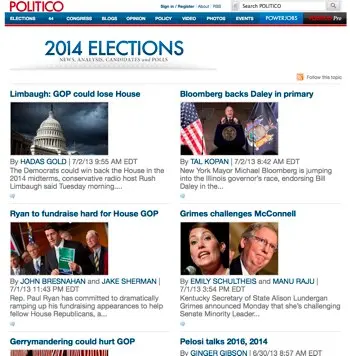 POLITICO
Sign in / Register About RSS
Search POLITICO
ELECTIONS 44 CONGRESS BLOGS OPINION POLICY VIDEO PHOTOS EVENTS POWERJOBS Pro
2014 ELECTIONS
NEWS, ANALYSIS, CANDIDATES and POLLS
Follow this topic
Limbaugh: GOP could lose House
By HADAS GOLD | 7/2/13 9:55 AM EDT
The Democrats could win back the House in the
2014 midterms, conservative radio host Rush
Limbaugh said Tuesday morning....
Bloomberg backs Daley in primary
By TAL KOPAN | 7/2/13 8:42 AM EDT
New York Mayor Michael Bloomberg is jumping
into the Illinois governor's race, endorsing Bill
Daley in the...
Ryan to fundraise hard for House GOP
By JOHN BRESNAHAN and JAKE SHERMAN |
7/1/13 11:43 PM EDT
Rep. Paul Ryan has committed to dramatically
ramping up his fundraising appearances to help
fellow House Republicans, a...
Grimes challenges McConnell
By EMILY SCHULTHEIS and MANU RAJU |
7/1/13 3:54 PM EDT
Kentucky Secretary of State Alison Lundergan
Grimes announced Monday that she's challenging
Senate Minority Leader...
Gerrymandering could hurt GOP
Pelosi talks 2016, 2014
By GINGER GIBSON | 6/30/13 8:57 AM EDT